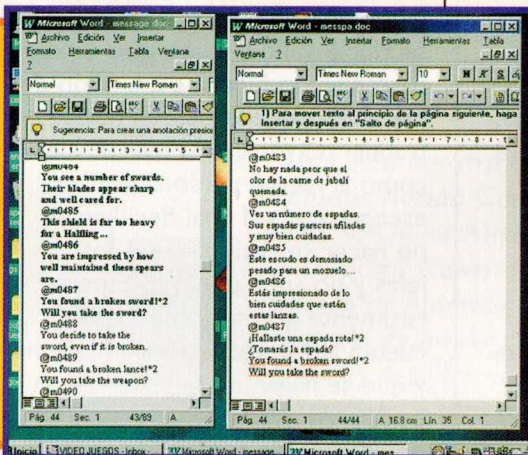 Microsoft Word - message.doc
Archivo Edición Ver Insertar
Formato Herramientas Tabla Ventana
?
Normal Times New Roman
Sugerencia: Para crear una anotación presion
@m0484
You see a number of swords.
Their blades appear sharp
and well cared for.
@m0485
This shield is far too heavy
for a Halfling...
@m0486
You are impressed by how
well maintained these spears
are.
@m0487
You found a broken sword!*2
Will you take the sword?
@m0488
You decide to take the
sword, even if it is broken.
@m0489
You found a broken lance!*2
Will you take the weapon?
@m0490
Pág. 44 Sec. 1 43/89 A
Microsoft Word - messpa.doc
Archivo Edición Ver Insertar Formato Herramientas Tabla
Ventana ?
Normal Times New Roman 10 N K S
1) Para mover texto al principio de la página siguiente, haga
Insertar y después en "Salto de página".
@m0483
No hay nada peor que el
olor de la carne de jabalí
quemada.
@m0484
Ves un número de espadas.
Sus espadas parecen afiladas
y muy bien cuidadas.
@m0485
Este escudo es demasiado
pesado para un mozuelo...
@m0486
Estás impresionado de lo
bien cuidadas que están
estas lanzas.
@m0487
¡Hallaste una espada rota!*2
¿Tomarás la espada?
You found a broken sword!*2
Will you take the sword?
Pág. 44 Sec. 1 44/44 A 16.8 cm Lín. 35 Col. 1
Inicio VIDEO JUEGOS - Inbox - Microsoft Word - message. Microsoft Word - mes